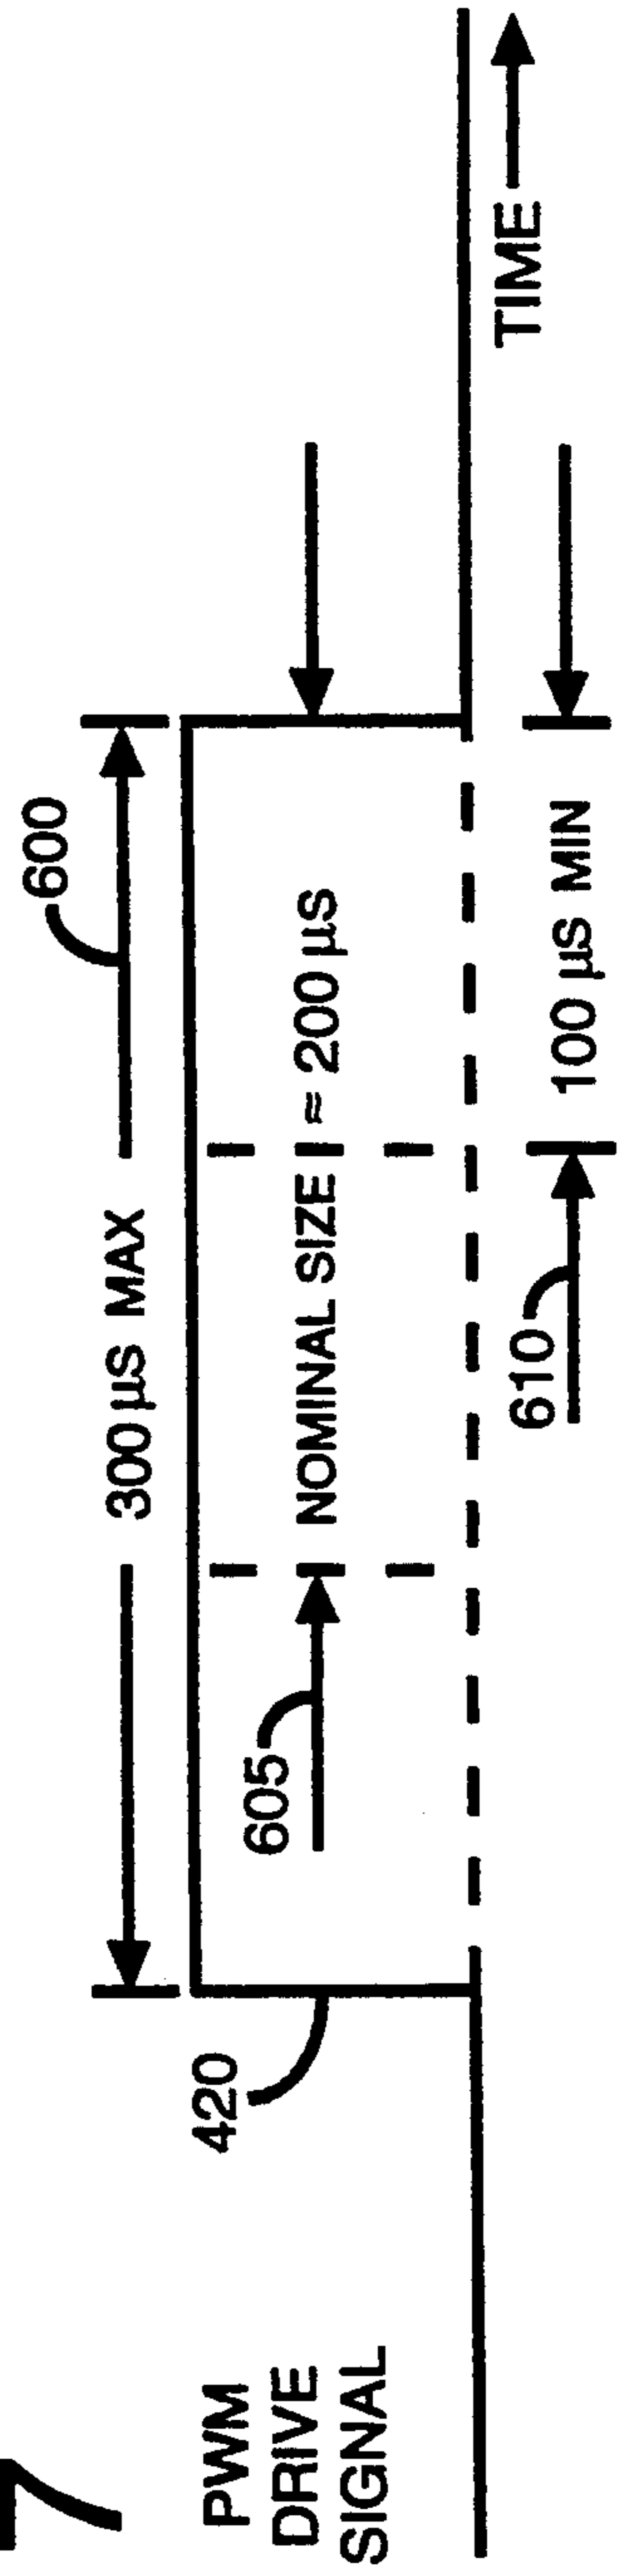 7
PWM
DRIVE
SIGNAL
420
300 µS MAX
600
605
NOMINAL SIZE ≈ 200 µS
610
100 µS MIN
TIME